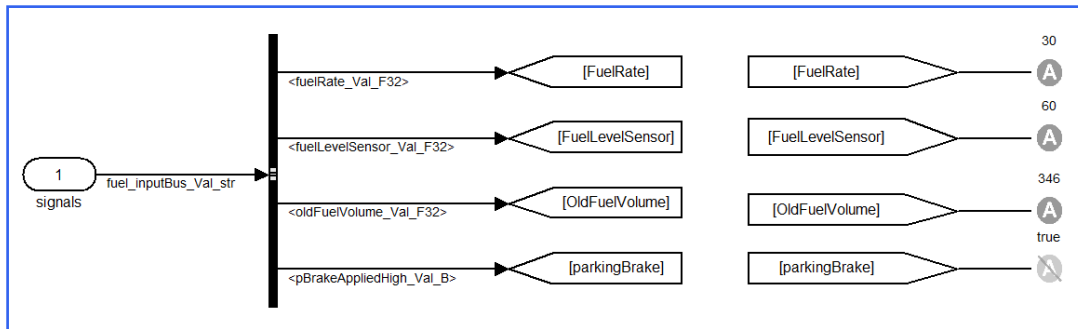 30
<fuelRate_Val_F32>
[FuelRate]
[FuelRate]
A
60
<fuelLevelSensor_Val_F32>
[FuelLevelSensor]
[FuelLevelSensor]
A
1
signals
fuel_inputBus_Val_str
346
<oldFuelVolume_Val_F32>
[OldFuelVolume]
[OldFuelVolume]
A
true
<pBrakeAppliedHigh_Val_B>
[parkingBrake]
[parkingBrake]
A